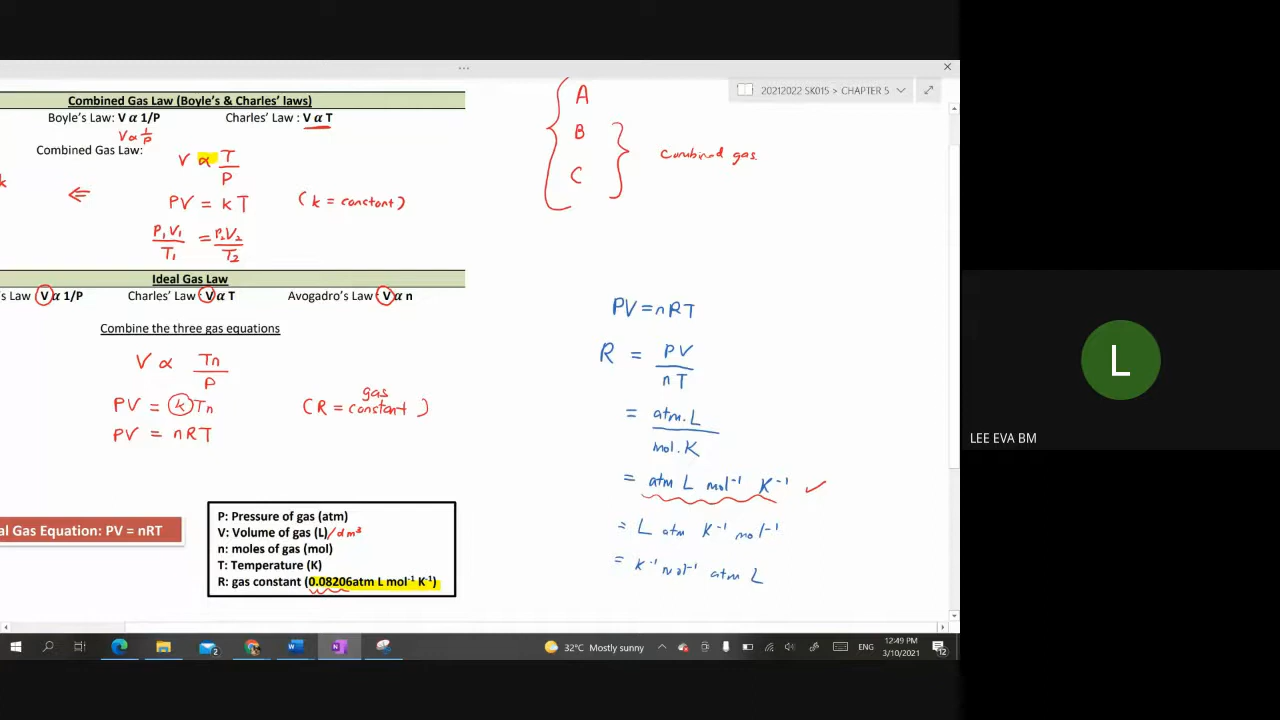 20212022 SK015 > CHAPTER 5
Combined Gas Law (Boyle's & Charles' laws)
Boyle's Law: V α 1/P
Charles' Law : V α T
V ∝ 1/P
Combined Gas Law:
V ∝ T/P
k
⇐
PV = kT
(k = constant)
P₁V₁/T₁ = P₂V₂/T₂
A
B
C
Combined gas
Ideal Gas Law
's Law V α 1/P
Charles' Law - V α T
Avogadro's Law - V α n
Combine the three gas equations
V ∝ Tn/P
PV = kTn
(R = gas constant)
PV = nRT
al Gas Equation: PV = nRT
P: Pressure of gas (atm)
V: Volume of gas (L)/dm³
n: moles of gas (mol)
T: Temperature (K)
R: gas constant (0.08206atm L mol⁻¹ K⁻¹)
PV = nRT
R = PV/nT
= atm.L/mol.K
= atm L mol⁻¹ K⁻¹ ✓
= L atm K⁻¹ mol⁻¹
= K⁻¹ mol⁻¹ atm L
L
LEE EVA BM
32°C Mostly sunny
ENG
12:49 PM
3/10/2021